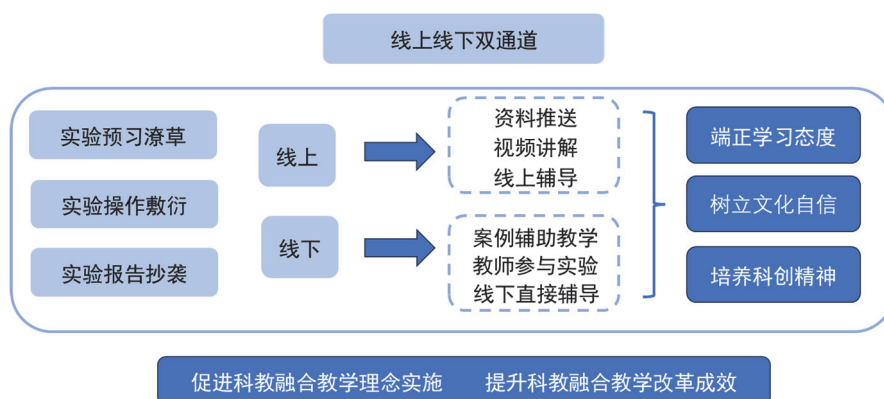 线上线下双通道
实验预习潦草
实验操作敷衍
实验报告抄袭
线上
线下
资料推送
视频讲解
线上辅导
案例辅助教学
教师参与实验
线下直接辅导
端正学习态度
树立文化自信
培养科创精神
促进科教融合教学理念实施 提升科教融合教学改革成效